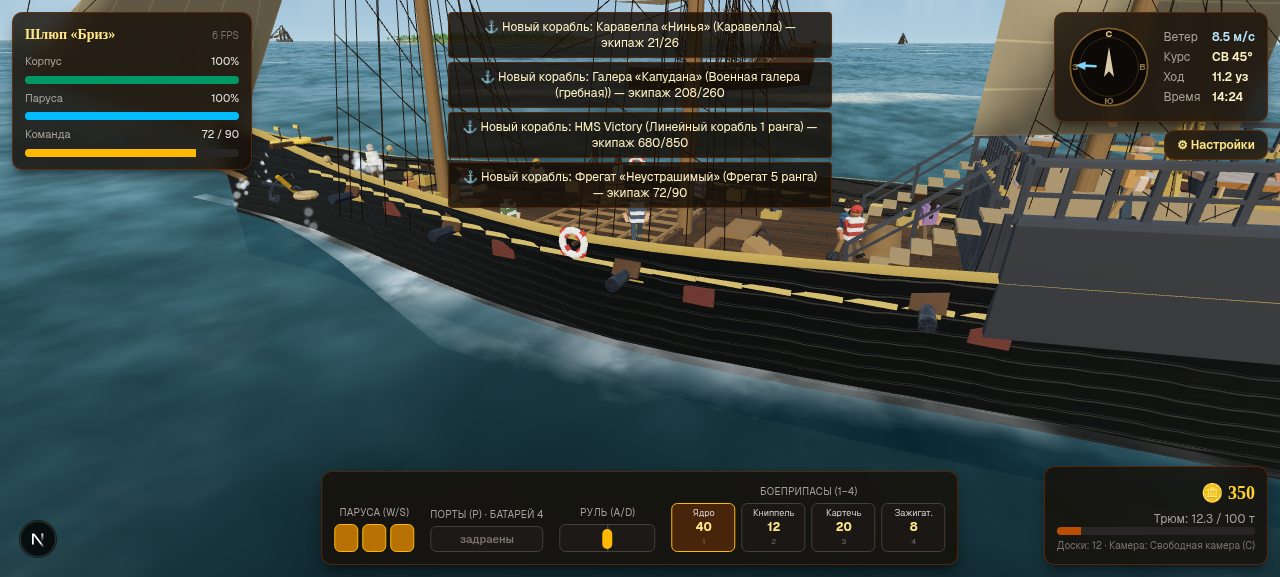 Шлюп «Бриз»
6 FPS
Корпус
100%
Паруса
100%
Команда
72 / 90
⚓ Новый корабль: Каравелла «Нинья» (Каравелла) —
экипаж 21/26
⚓ Новый корабль: Галера «Капудана» (Военная галера
(гребная)) — экипаж 208/260
⚓ Новый корабль: HMS Victory (Линейный корабль 1 ранга) —
экипаж 680/850
⚓ Новый корабль: Фрегат «Неустрашимый» (Фрегат 5 ранга)
— экипаж 72/90
С
З
В
Ю
Ветер 8.5 м/с
Курс СВ 45°
Ход 11.2 уз
Время 14:24
⚙ Настройки
ПАРУСА (W/S)
ПОРТЫ (P) · БАТАРЕЙ 4
задраены
РУЛЬ (A/D)
БОЕПРИПАСЫ (1–4)
Ядро
40
1
Книппель
12
2
Картечь
20
3
Зажигат.
8
4
350
Трюм: 12.3 / 100 т
Доски: 12 · Камера: Свободная камера (C)
N